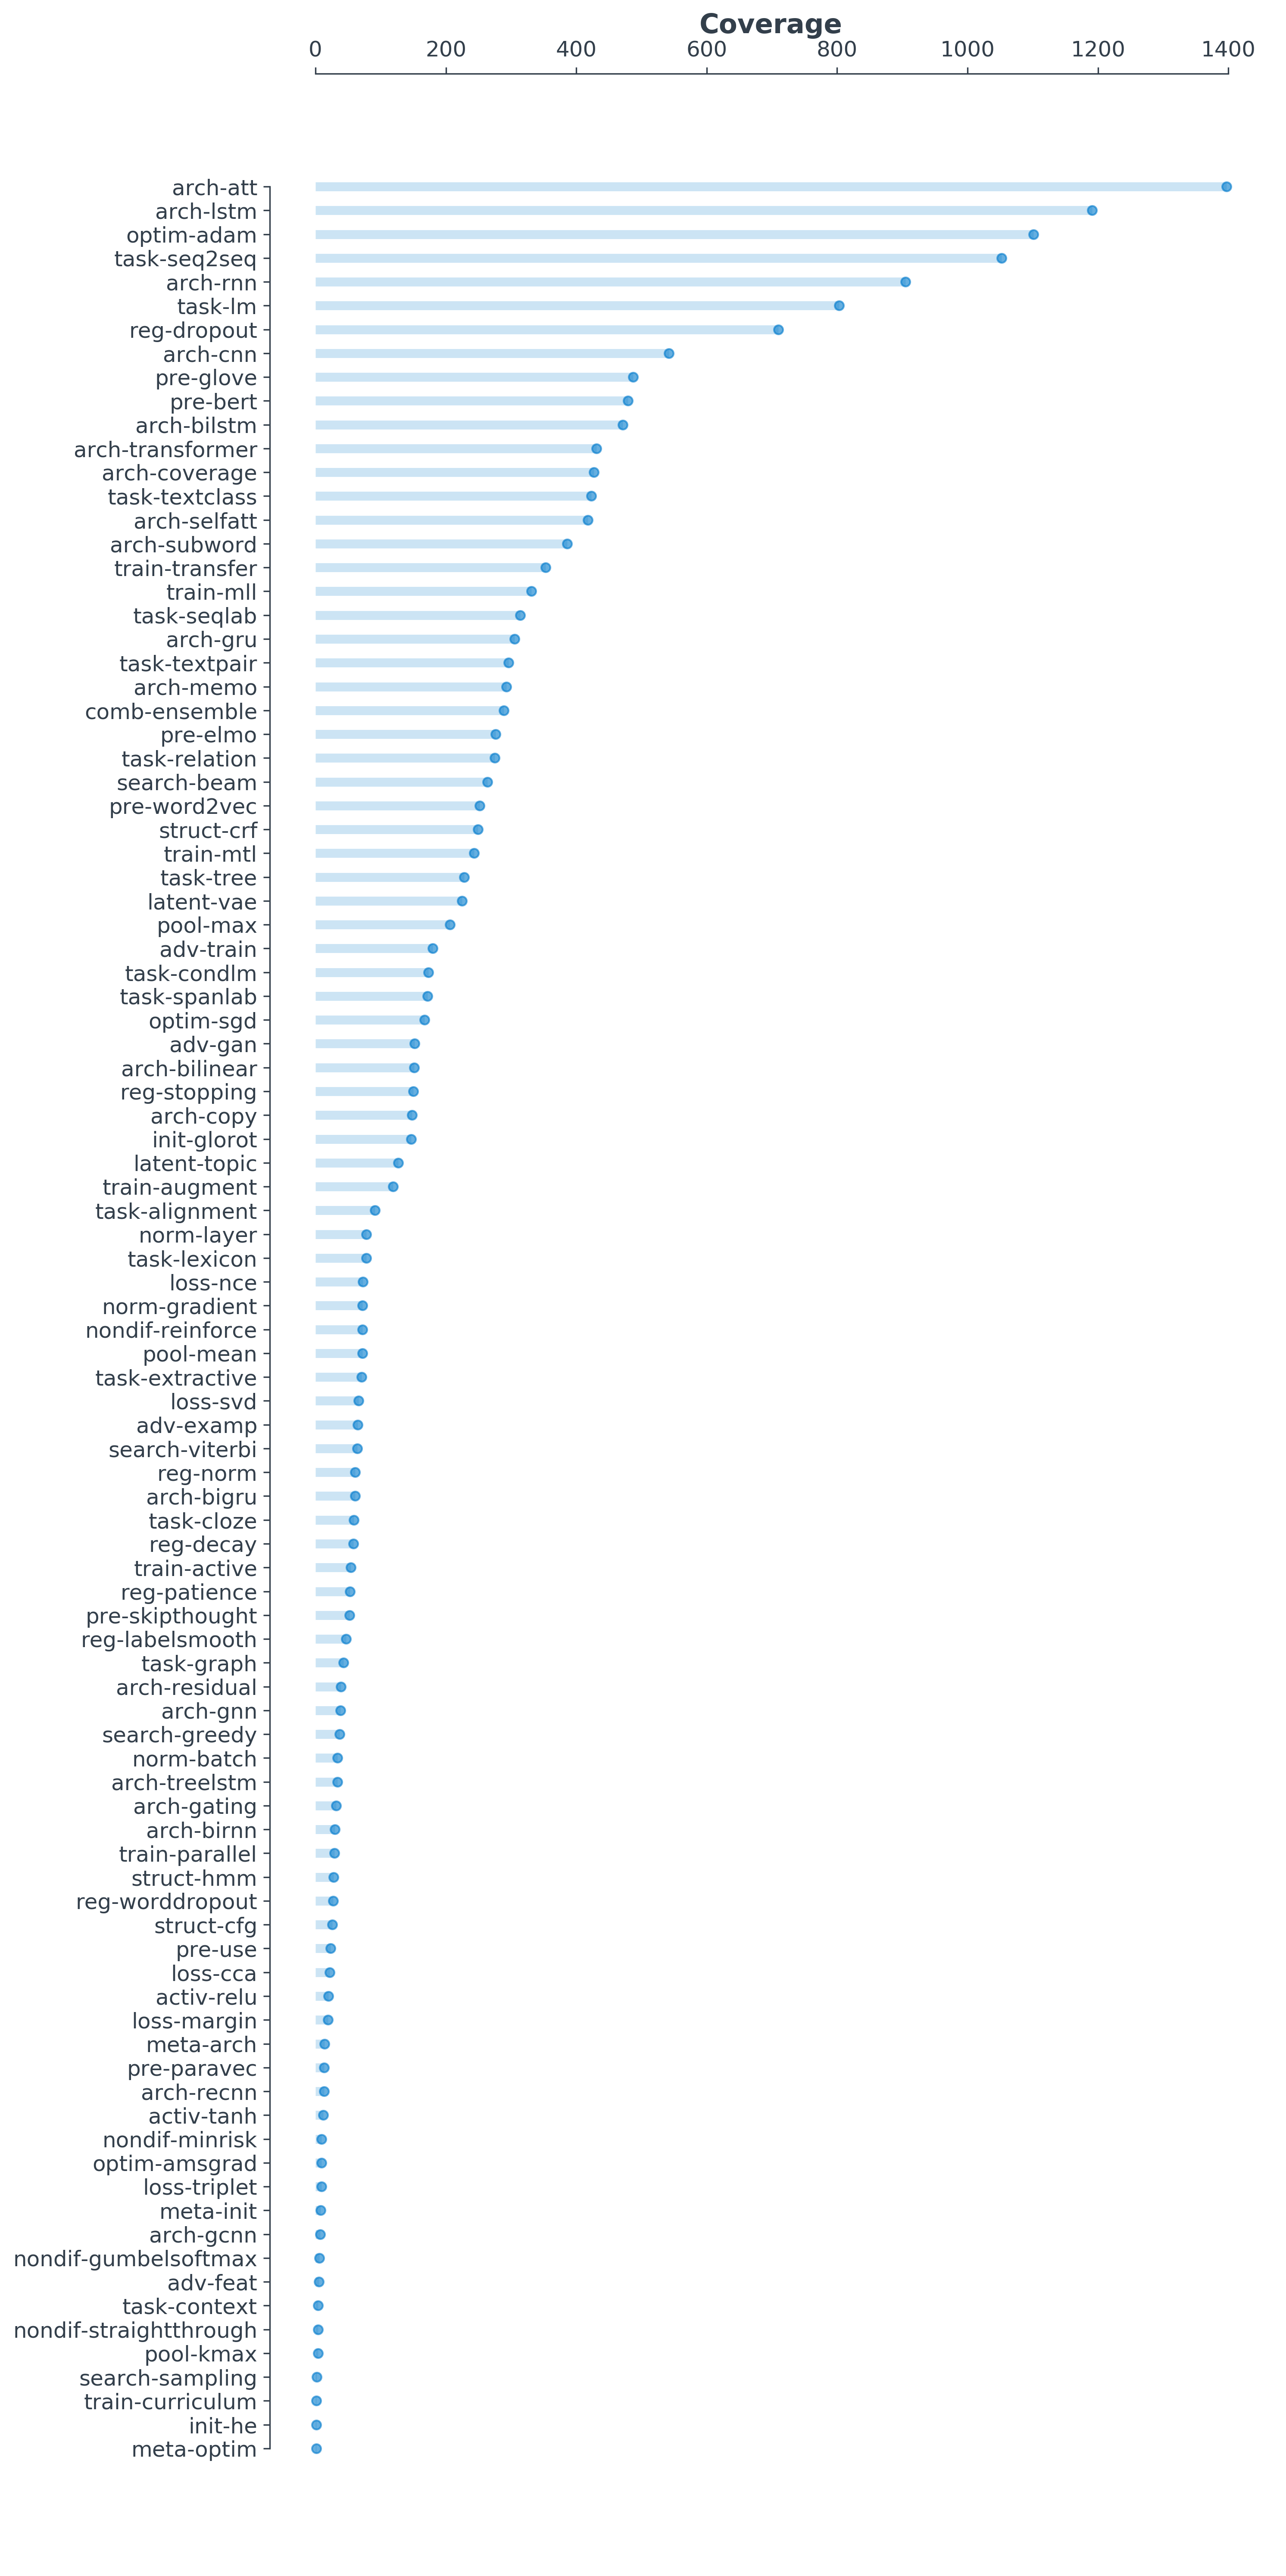 Coverage
0 200 400 600 800 1000 1200 1400
arch-att
arch-lstm
optim-adam
task-seq2seq
arch-rnn
task-lm
reg-dropout
arch-cnn
pre-glove
pre-bert
arch-bilstm
arch-transformer
arch-coverage
task-textclass
arch-selfatt
arch-subword
train-transfer
train-mll
task-seqlab
arch-gru
task-textpair
arch-memo
comb-ensemble
pre-elmo
task-relation
search-beam
pre-word2vec
struct-crf
train-mtl
task-tree
latent-vae
pool-max
adv-train
task-condlm
task-spanlab
optim-sgd
adv-gan
arch-bilinear
reg-stopping
arch-copy
init-glorot
latent-topic
train-augment
task-alignment
norm-layer
task-lexicon
loss-nce
norm-gradient
nondif-reinforce
pool-mean
task-extractive
loss-svd
adv-examp
search-viterbi
reg-norm
arch-bigru
task-cloze
reg-decay
train-active
reg-patience
pre-skipthought
reg-labelsmooth
task-graph
arch-residual
arch-gnn
search-greedy
norm-batch
arch-treelstm
arch-gating
arch-birnn
train-parallel
struct-hmm
reg-worddropout
struct-cfg
pre-use
loss-cca
activ-relu
loss-margin
meta-arch
pre-paravec
arch-recnn
activ-tanh
nondif-minrisk
optim-amsgrad
loss-triplet
meta-init
arch-gcnn
nondif-gumbelsoftmax
adv-feat
task-context
nondif-straightthrough
pool-kmax
search-sampling
train-curriculum
init-he
meta-optim